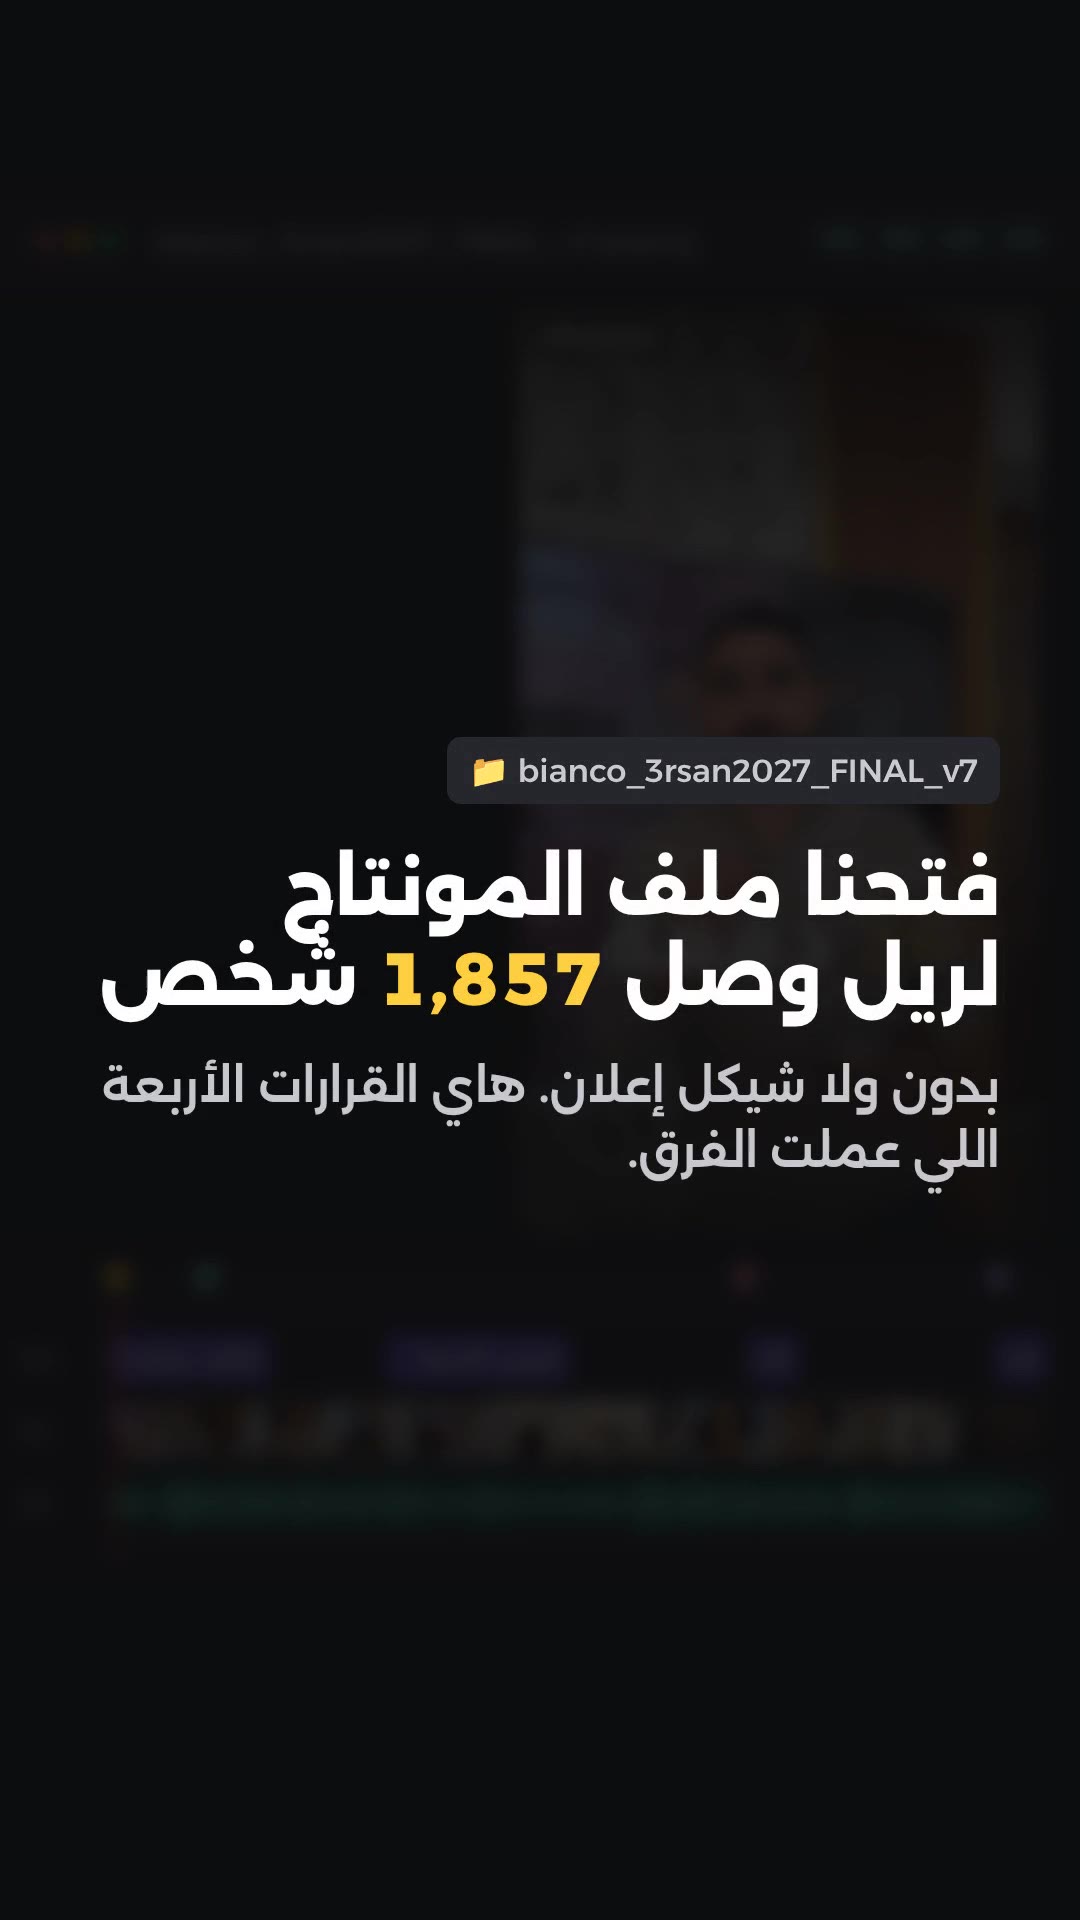 📁 bianco_3rsan2027_FINAL_v7
فتحنا ملف المونتاج
لريل وصل 1,857 شخص
بدون ولا شيكل إعلان. هاي القرارات الأربعة
اللي عملت الفرق.